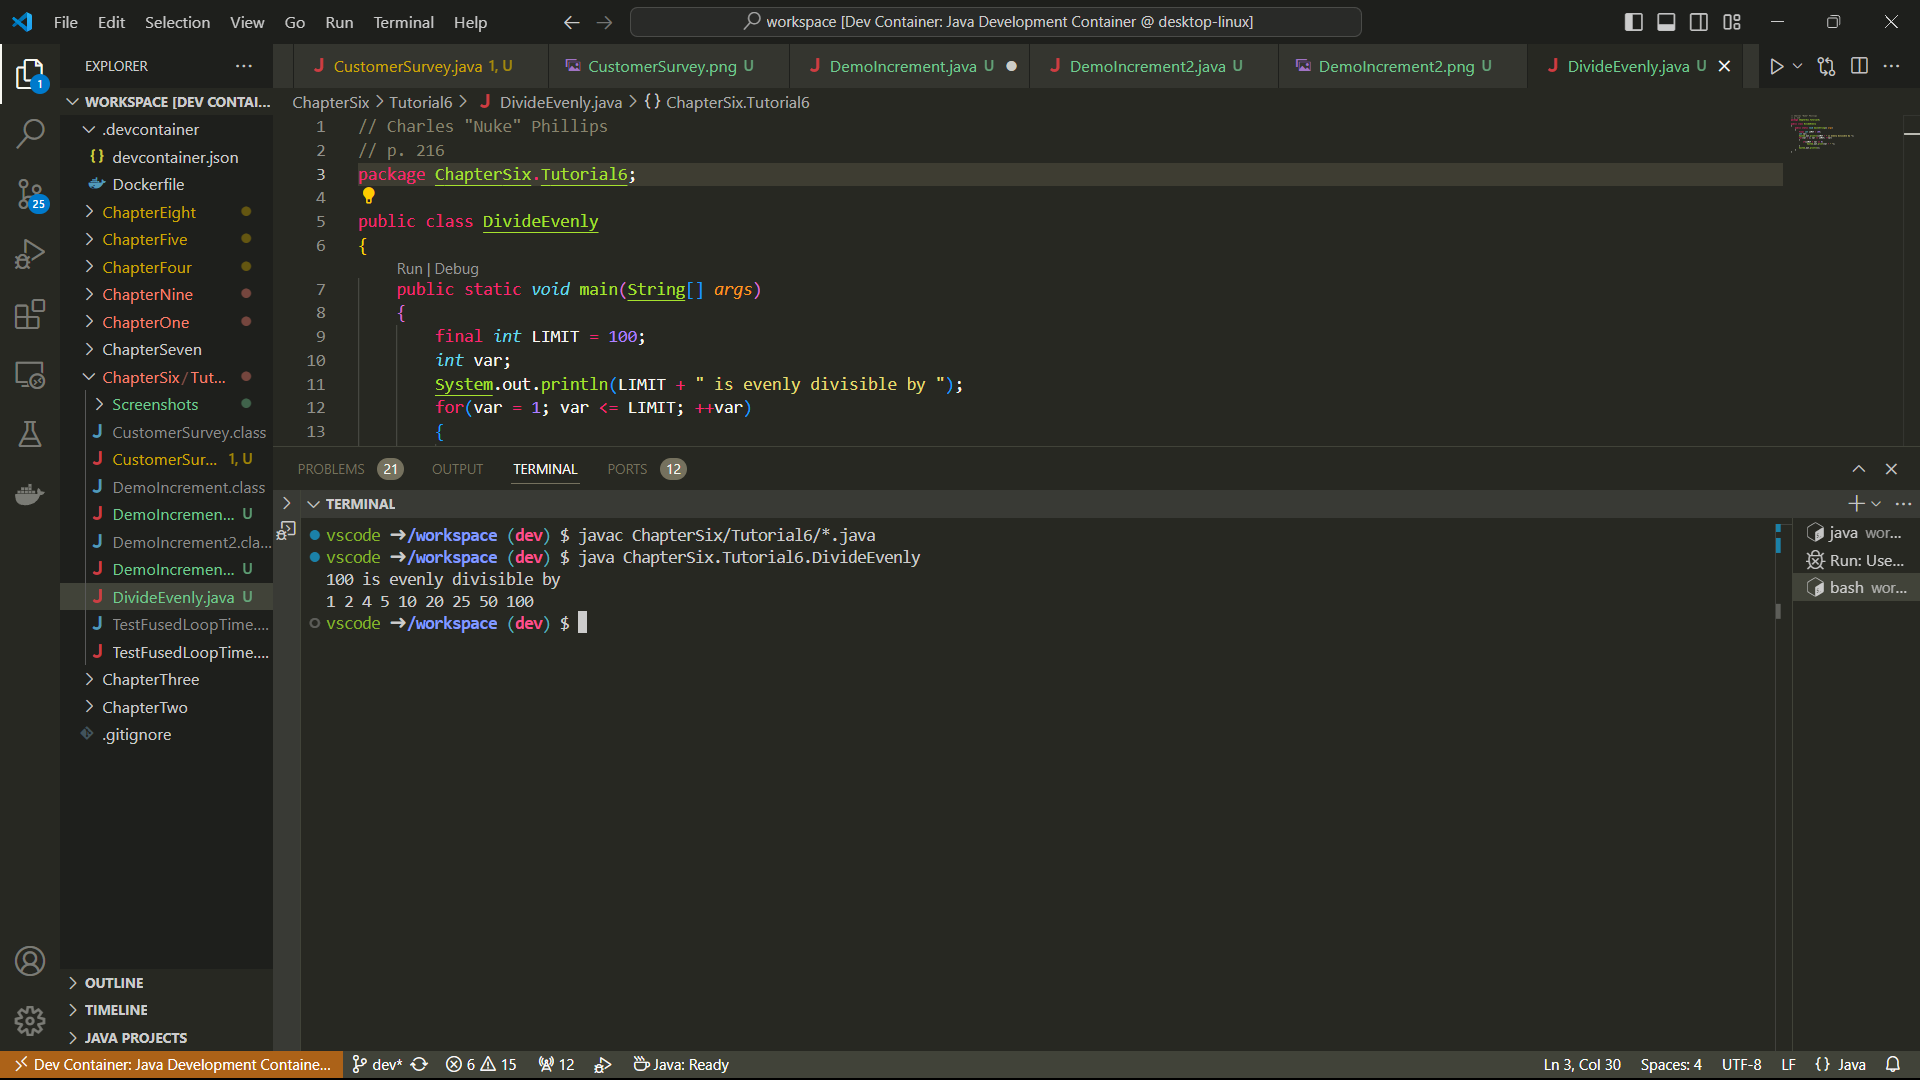 File Edit Selection View Go Run Terminal Help
workspace [Dev Container: Java Development Container @ desktop-linux]
EXPLORER
CustomerSurvey.java 1, U
CustomerSurvey.png U
DemoIncrement.java U
DemoIncrement2.java U
DemoIncrement2.png U
DivideEvenly.java U
1
WORKSPACE [DEV CONTAI...
.devcontainer
devcontainer.json
Dockerfile
25
ChapterEight
ChapterFive
ChapterFour
ChapterNine
ChapterOne
ChapterSeven
ChapterSix/Tut...
Screenshots
CustomerSurvey.class
CustomerSur... 1, U
DemoIncrement.class
DemoIncremen... U
DemoIncrement2.cla...
DemoIncremen... U
DivideEvenly.java U
TestFusedLoopTime....
TestFusedLoopTime....
ChapterThree
ChapterTwo
.gitignore
OUTLINE
TIMELINE
JAVA PROJECTS
ChapterSix > Tutorial6 > DivideEvenly.java > {} ChapterSix.Tutorial6
1 // Charles "Nuke" Phillips
2 // p. 216
3 package ChapterSix.Tutorial6;
4
5 public class DivideEvenly
6 {
Run | Debug
7 public static void main(String[] args)
8 {
9 final int LIMIT = 100;
10 int var;
11 System.out.println(LIMIT + " is evenly divisible by ");
12 for(var = 1; var <= LIMIT; ++var)
13 {
PROBLEMS 21 OUTPUT TERMINAL PORTS 12
TERMINAL
vscode ➜/workspace (dev) $ javac ChapterSix/Tutorial6/*.java
vscode ➜/workspace (dev) $ java ChapterSix.Tutorial6.DivideEvenly
100 is evenly divisible by
1 2 4 5 10 20 25 50 100
vscode ➜/workspace (dev) $
java wor...
Run: Use...
bash wor...
Dev Container: Java Development Containe... dev* 6 15 12 Java: Ready
Ln 3, Col 30 Spaces: 4 UTF-8 LF {} Java